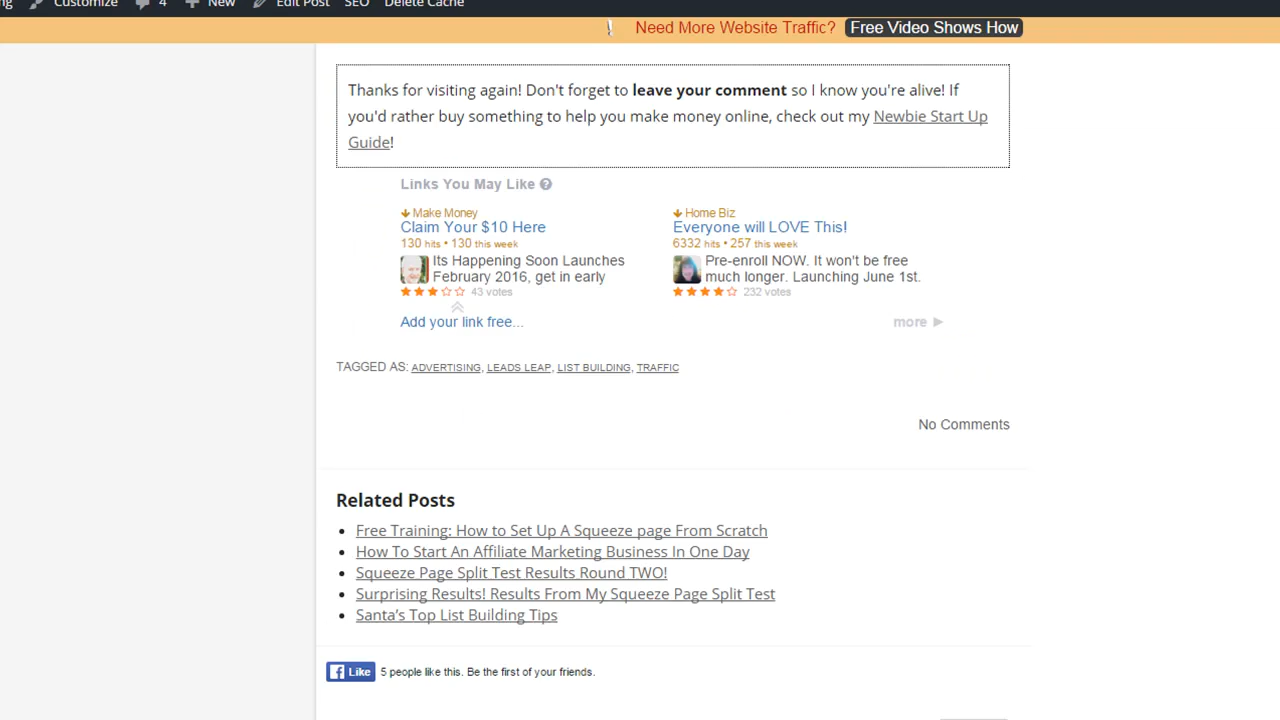 Customize 4 New Edit Post SEO Delete Cache
Need More Website Traffic? Free Video Shows How
Thanks for visiting again! Don't forget to leave your comment so I know you're alive! If
you'd rather buy something to help you make money online, check out my Newbie Start Up
Guide!
Links You May Like ?
Make Money
Claim Your $10 Here
130 hits • 130 this week
Its Happening Soon Launches
February 2016, get in early
43 votes
Home Biz
Everyone will LOVE This!
6332 hits • 257 this week
Pre-enroll NOW. It won't be free
much longer. Launching June 1st.
232 votes
Add your link free...
more
TAGGED AS: ADVERTISING, LEADS LEAP, LIST BUILDING, TRAFFIC
No Comments
Related Posts
Free Training: How to Set Up A Squeeze page From Scratch
How To Start An Affiliate Marketing Business In One Day
Squeeze Page Split Test Results Round TWO!
Surprising Results! Results From My Squeeze Page Split Test
Santa's Top List Building Tips
Like 5 people like this. Be the first of your friends.